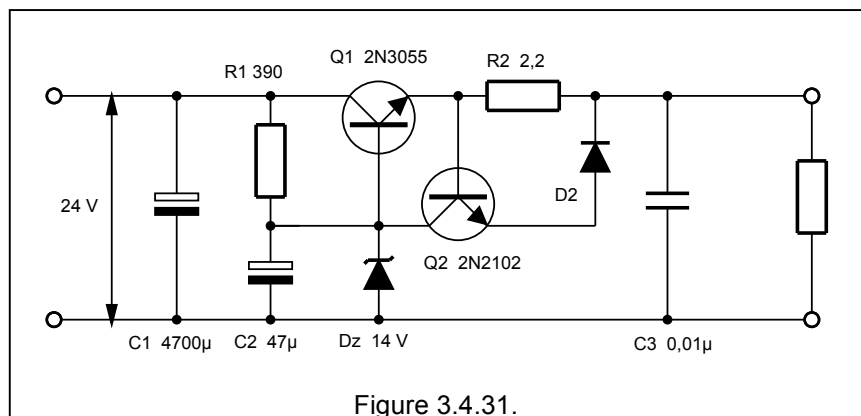 Q1 2N3055
R2 2,2
R1 390
24 V
D2
Q2 2N2102
C1 4700µ
C2 47µ
Dz 14 V
C3 0,01µ
Figure 3.4.31.